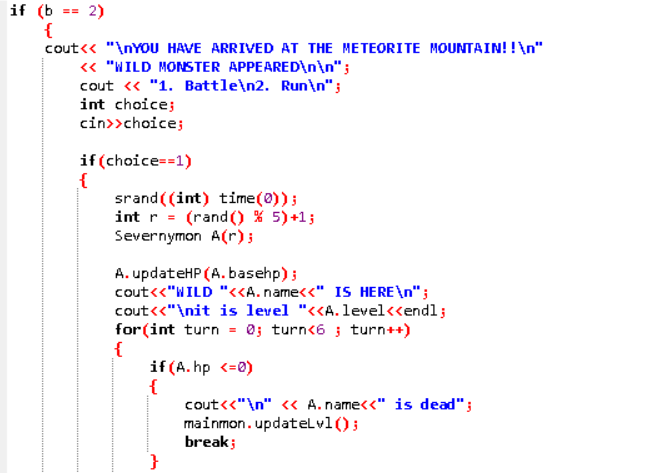 if (b == 2)
{
cout<< "\nYOU HAVE ARRIVED AT THE METEORITE MOUNTAIN!!\n"
<< "WILD MONSTER APPEARED\n\n";
cout << "1. Battle\n2. Run\n";
int choice;
cin>>choice;
if(choice==1)
{
srand((int) time(0));
int r = (rand() % 5)+1;
Severnymon A(r);
A.updateHP(A.basehp);
cout<<"WILD "<<A.name<<" IS HERE\n";
cout<<"\nit is level "<<A.level<<endl;
for(int turn = 0; turn<6 ; turn++)
{
if(A.hp <=0)
{
cout<<"\n" << A.name<<" is dead";
mainmon.updateLvl();
break;
}